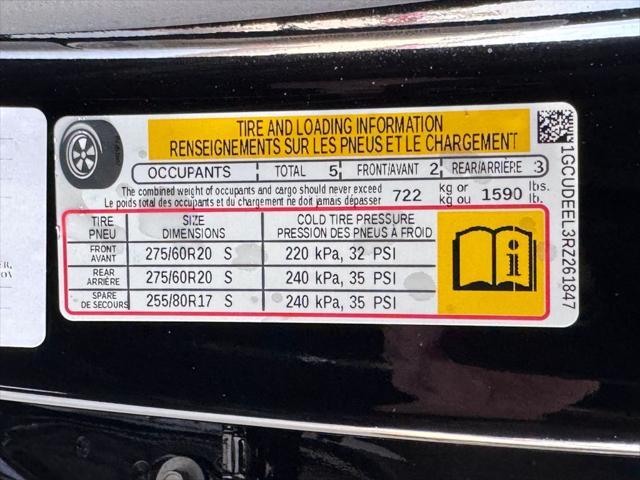 TIRE AND LOADING INFORMATION
RENSEIGNEMENTS SUR LES PNEUS ET LE CHARGEMENT
OCCUPANTS TOTAL 5 FRONT/AVANT 2 REAR/ARRIÈRE 3
The combined weight of occupants and cargo should never exceed 722 kg or 1590 lbs.
Le poids total des occupants et du chargement ne doit jamais dépasser kg ou lb.
TIRE SIZE COLD TIRE PRESSURE
PNEU DIMENSIONS PRESSION DES PNEUS À FROID
FRONT
AVANT 275/60R20 S 220 kPa, 32 PSI
REAR
ARRIÈRE 275/60R20 S 240 kPa, 35 PSI
SPARE
DE SECOURS 255/80R17 S 240 kPa, 35 PSI
i
1GCUDEEL3RZ261847